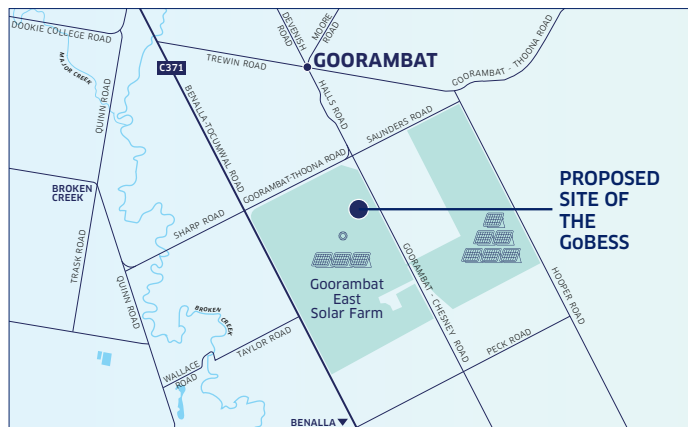 DOOKIE COLLEGE ROAD
MAJOR CREEK
QUINN ROAD
C371
TREWIN ROAD
DEVENISH
ROAD
MOORE
ROAD
GOORAMBAT
GOORAMBAT - THOONA ROAD
HALLS ROAD
BENALLA-TOCUMWAL ROAD
SAUNDERS ROAD
GOORAMBAT-THOONA ROAD
BROKEN
CREEK
SHARP ROAD
TRASK ROAD
QUINN ROAD
PROPOSED
SITE OF
THE
GoBESS
Goorambat
East
Solar Farm
GOORAMBAT - CHESNEY ROAD
HOOPER ROAD
BROKEN
CREEK
TAYLOR ROAD
WALLACE
ROAD
PECK ROAD
BENALLA